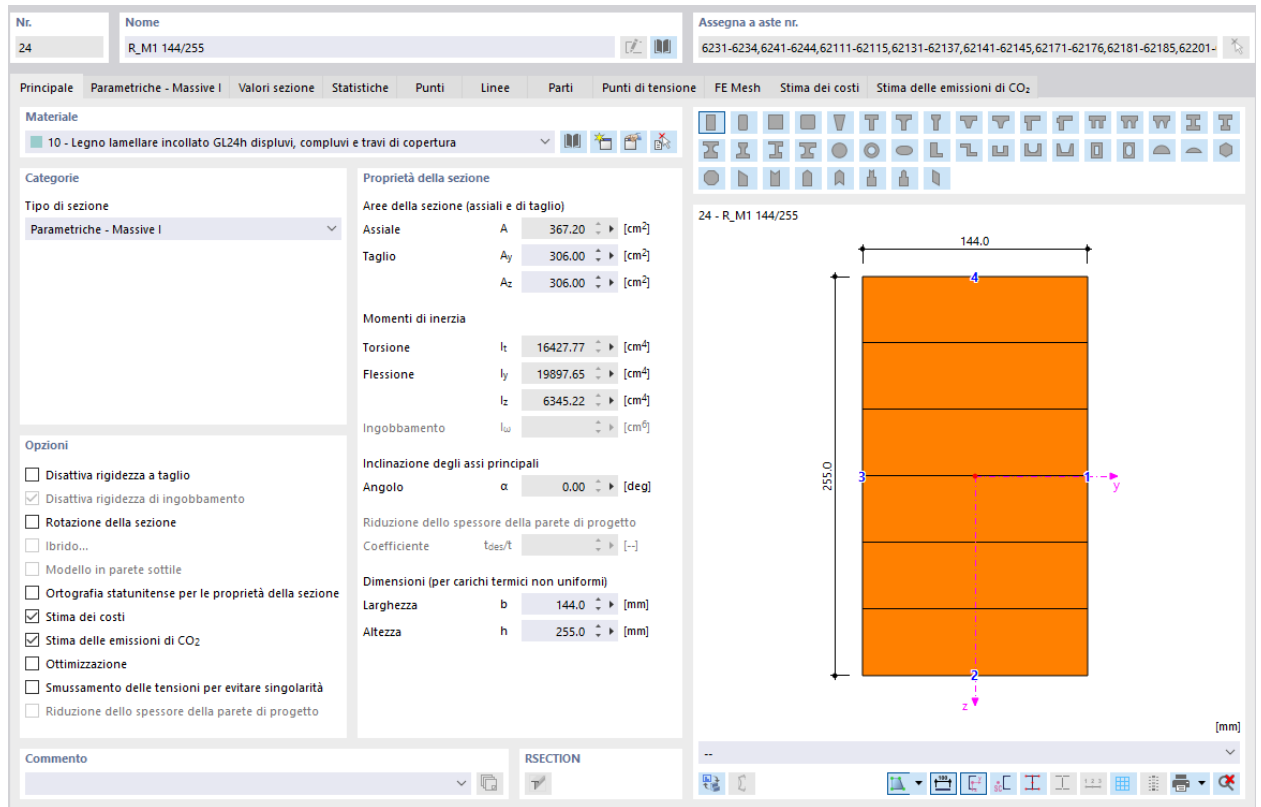 Nr.
24
Nome
R_M1 144/255
Assegna a aste nr.
6231-6234,6241-6244,62111-62115,62131-62137,62141-62145,62171-62176,62181-62185,62201-
Principale Parametriche - Massive I Valori sezione Statistiche Punti Linee Parti Punti di tensione FE Mesh Stima dei costi Stima delle emissioni di CO₂
Materiale
10 - Legno lamellare incollato GL24h displuvi, compluvi e travi di copertura
Categorie
Tipo di sezione
Parametriche - Massive I
Opzioni
Disattiva rigidezza a taglio
Disattiva rigidezza di ingobbamento
Rotazione della sezione
Ibrido...
Modello in parete sottile
Ortografia statunitense per le proprietà della sezione
Stima dei costi
Stima delle emissioni di CO₂
Ottimizzazione
Smussamento delle tensioni per evitare singolarità
Riduzione dello spessore della parete di progetto
Proprietà della sezione
Aree della sezione (assiali e di taglio)
Assiale A 367.20 [cm²]
Taglio Ay 306.00 [cm²]
Az 306.00 [cm²]
Momenti di inerzia
Torsione It 16427.77 [cm⁴]
Flessione Iy 19897.65 [cm⁴]
Iz 6345.22 [cm⁴]
Ingobbamento Iω [cm⁶]
Inclinazione degli assi principali
Angolo α 0.00 [deg]
Riduzione dello spessore della parete di progetto
Coefficiente tdes/t [--]
Dimensioni (per carichi termici non uniformi)
Larghezza b 144.0 [mm]
Altezza h 255.0 [mm]
24 - R_M1 144/255
144.0
4
255.0
3
1
y
2
z
[mm]
--
Commento
RSECTION